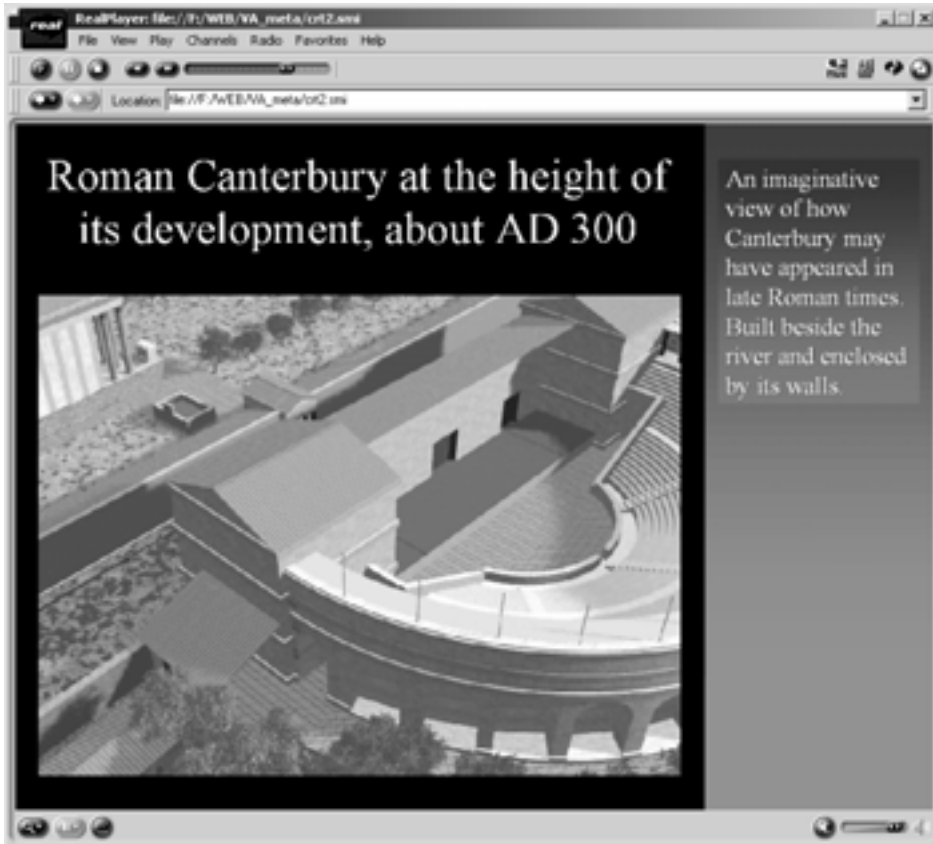 real
RealPlayer: file://F:/WEB/VA_meta/crt2.smi
File View Play Channels Radio Favorites Help
Location: file://F:/WEB/VA_meta/crt2.smi
Roman Canterbury at the height of
its development, about AD 300
An imaginative
view of how
Canterbury may
have appeared in
late Roman times.
Built beside the
river and enclosed
by its walls.